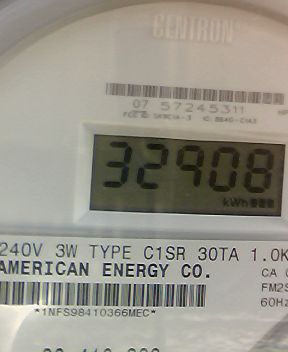 CENTRON
07 57245311
32908
kWh
240V 3W TYPE C1SR 30TA 1.0K
AMERICAN ENERGY CO.
CA
FM2S
60Hz
*1NFS98410366MEC*